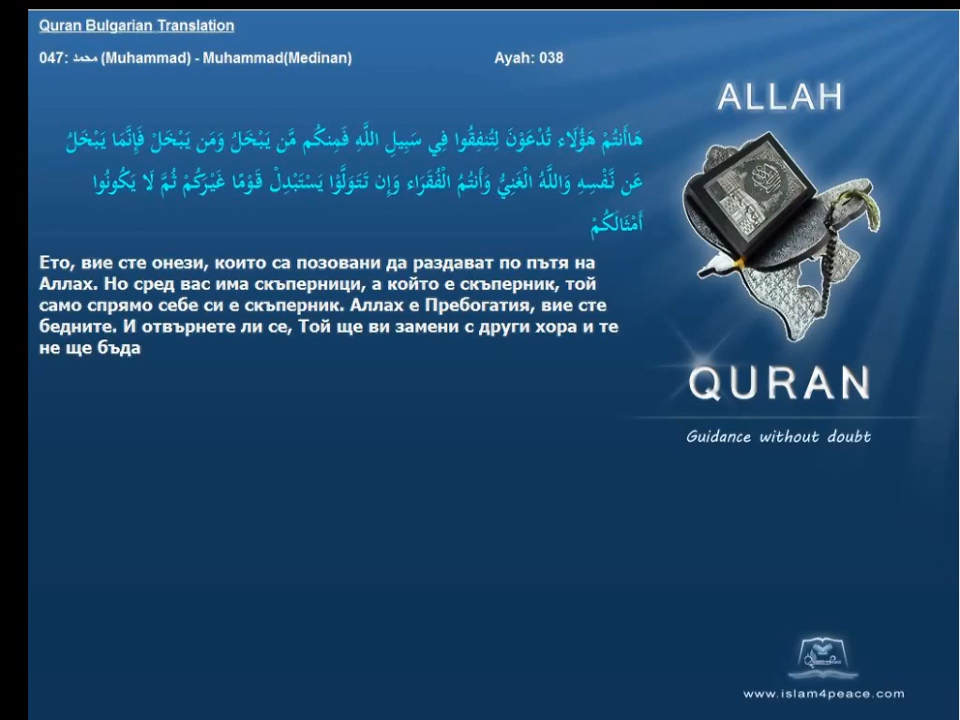 Quran Bulgarian Translation
047: محمد (Muhammad) - Muhammad(Medinan) Ayah: 038
هَاأَنتُمْ هَؤُلَاء تُدْعَوْنَ لِتُنفِقُوا فِي سَبِيلِ اللَّهِ فَمِنكُم مَّن يَبْخَلُ وَمَن يَبْخَلْ فَإِنَّمَا يَبْخَلُ
عَن نَّفْسِهِ وَاللَّهُ الْغَنِيُّ وَأَنتُمُ الْفُقَرَاء وَإِن تَتَوَلَّوْا يَسْتَبْدِلْ قَوْمًا غَيْرَكُمْ ثُمَّ لَا يَكُونُوا
أَمْثَالَكُمْ
Ето, вие сте онези, които са позовани да раздават по пътя на
Аллах. Но сред вас има скъперници, а който е скъперник, той
само спрямо себе си е скъперник. Аллах е Пребогатия, вие сте
бедните. И отвърнете ли се, Той ще ви замени с други хора и те
не ще бъда
ALLAH
QURAN
Guidance without doubt
www.islam4peace.com